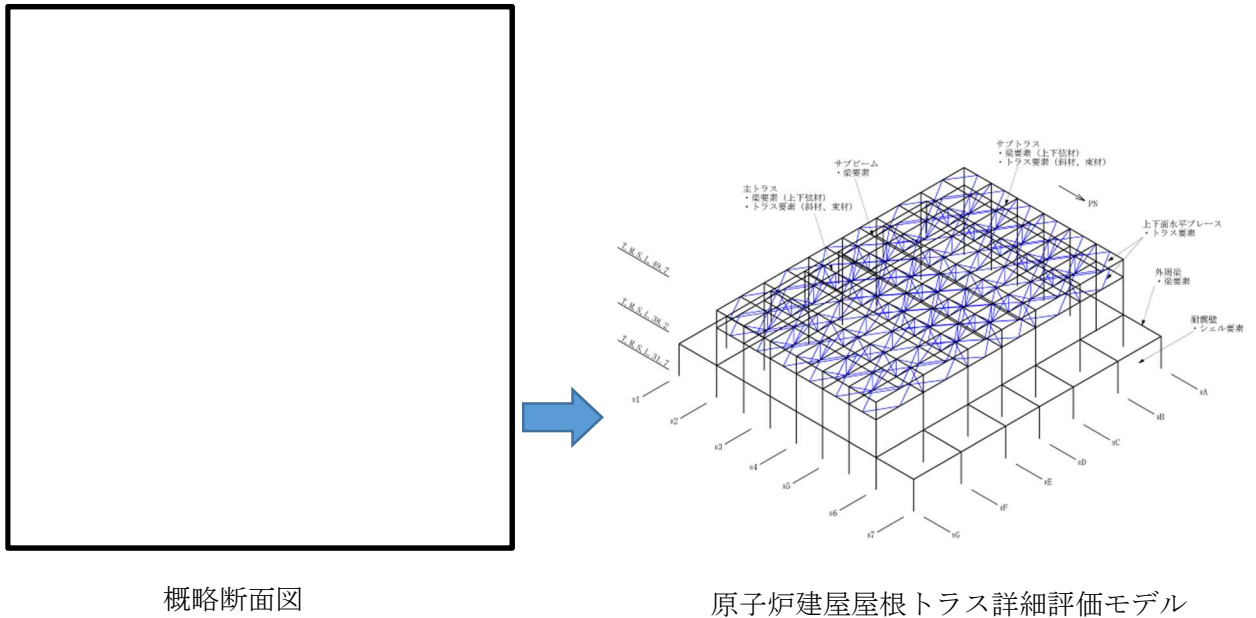 サブトラス
・梁要素（上下弦材）
・トラス要素（斜材、束材）
サブビーム
・梁要素
主トラス
・梁要素（上下弦材）
・トラス要素（斜材、束材）
PN
上下面水平ブレース
・トラス要素
外周梁
・梁要素
耐震壁
・シェル要素
T.M.S.L.49.7
T.M.S.L.38.2
T.M.S.L.31.7
R1
R2
R3
R4
R5
R6
R7
RA
RB
RC
RD
RE
RF
RG
概略断面図
原子炉建屋屋根トラス詳細評価モデル